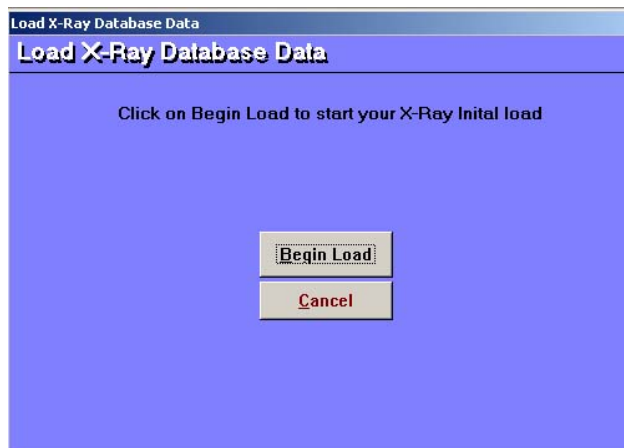 Load X-Ray Database Data
Load X-Ray Database Data
Click on Begin Load to start your X-Ray Inital load
Begin Load
Cancel